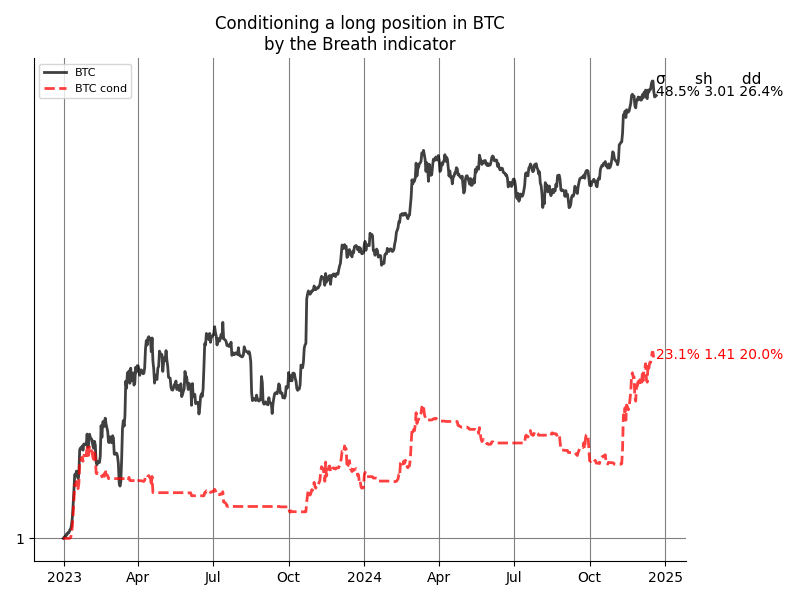 Conditioning a long position in BTC
by the Breath indicator
BTC
BTC cond
σ sh dd
48.5% 3.01 26.4%
23.1% 1.41 20.0%
1
2023 Apr Jul Oct 2024 Apr Jul Oct 2025